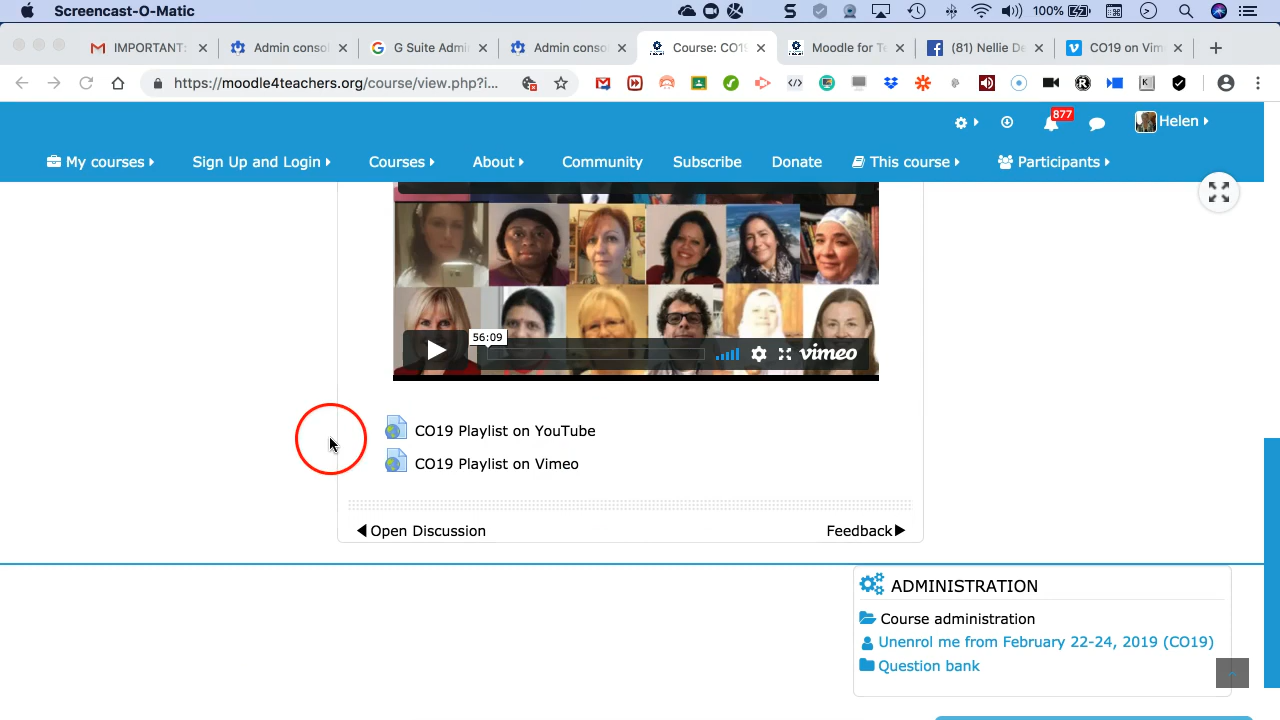 Screencast-O-Matic
100%
IMPORTANT:
Admin conso
G Suite Admi
Admin conso
Course: CO19
Moodle for Te
(81) Nellie De
CO19 on Vim
https://moodle4teachers.org/course/view.php?i...
877
Helen
My courses
Sign Up and Login
Courses
About
Community
Subscribe
Donate
This course
Participants
56:09
vimeo
CO19 Playlist on YouTube
CO19 Playlist on Vimeo
Open Discussion
Feedback
ADMINISTRATION
Course administration
Unenrol me from February 22-24, 2019 (CO19)
Question bank